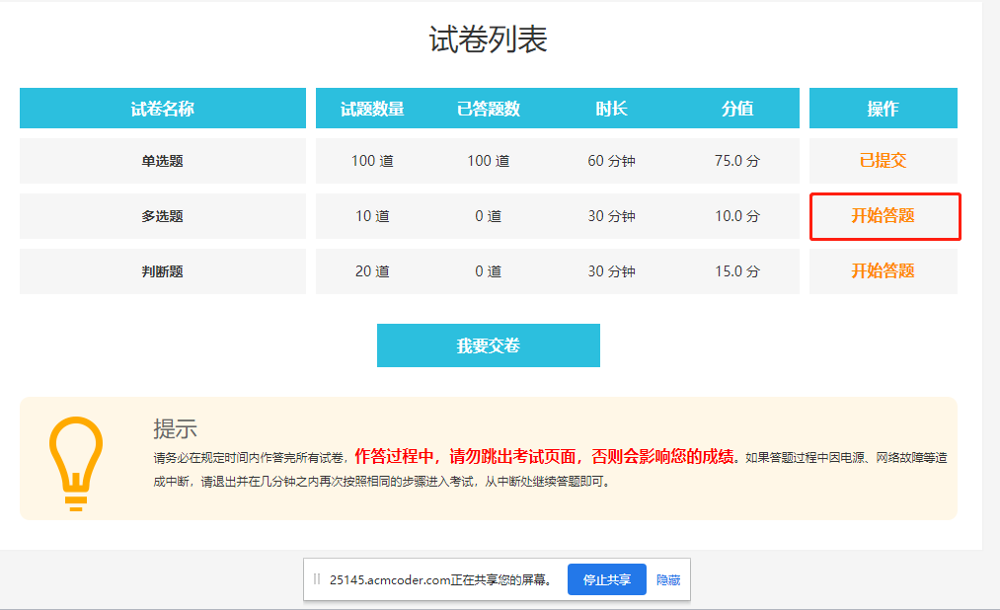 试卷列表
试卷名称 试题数量 已答题数 时长 分值 操作
单选题 100 道 100 道 60 分钟 75.0 分 已提交
多选题 10 道 0 道 30 分钟 10.0 分 开始答题
判断题 20 道 0 道 30 分钟 15.0 分 开始答题
我要交卷
提示
请务必在规定时间内作答完所有试卷，作答过程中，请勿跳出考试页面，否则会影响您的成绩。如果答题过程中因电源、网络故障等造
成中断，请退出并在几分钟之内再次按照相同的步骤进入考试，从中断处继续答题即可。
25145.acmcoder.com正在共享您的屏幕。 停止共享 隐藏